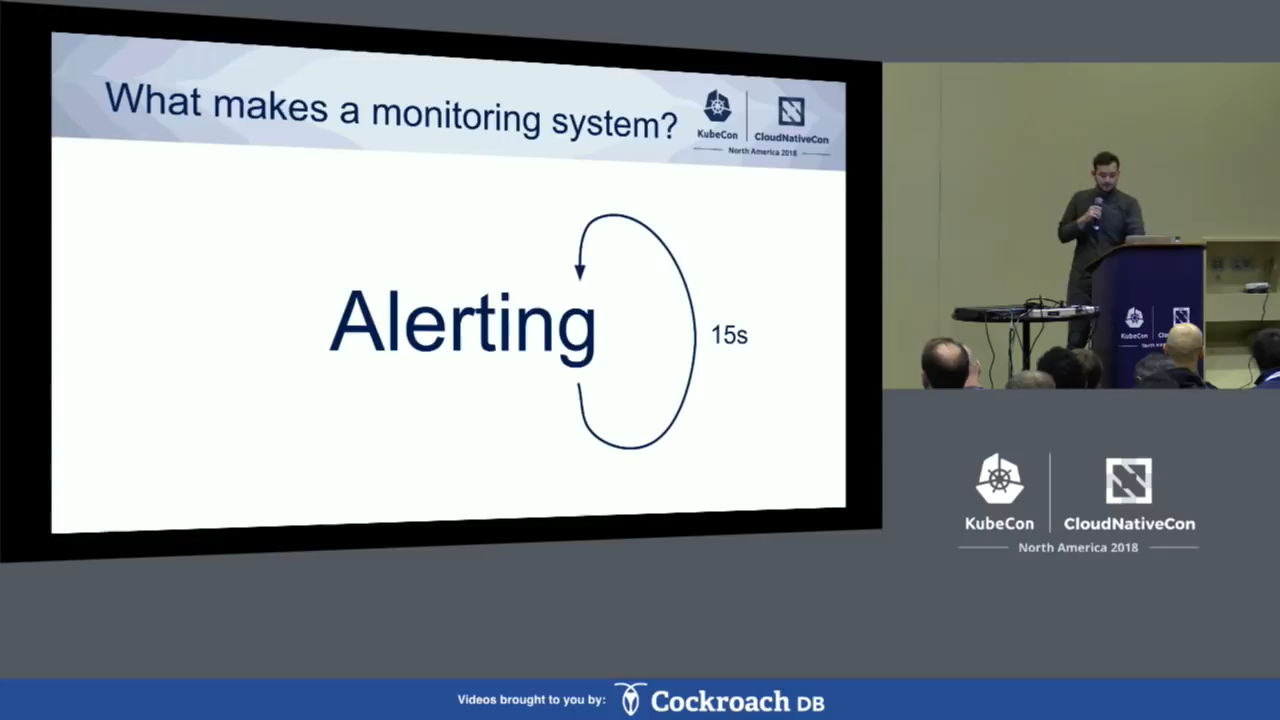 What makes a monitoring system?
KubeCon
CloudNativeCon
North America 2018
Alerting
15s
KubeCon
KubeCon
CloudNativeCon
North America 2018
Videos brought to you by:
Cockroach DB